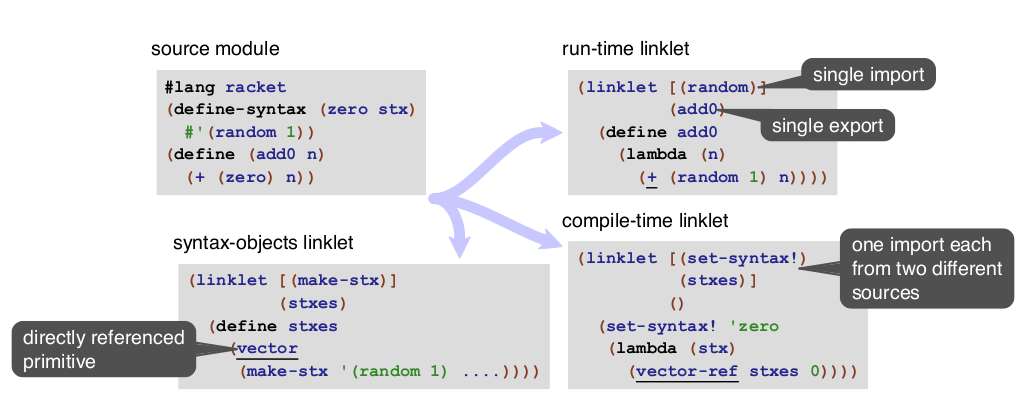 source module
#lang racket
(define-syntax (zero stx)
#'(random 1))
(define (add0 n)
(+ (zero) n))
run-time linklet
(linklet [(random)]
(add0)
(define add0
(lambda (n)
(+ (random 1) n))))
single import
single export
syntax-objects linklet
(linklet [(make-stx)]
(stxes)
(define stxes
(vector
(make-stx '(random 1) ....))))
directly referenced
primitive
compile-time linklet
(linklet [(set-syntax!)
(stxes)]
()
(set-syntax! 'zero
(lambda (stx)
(vector-ref stxes 0))))
one import each
from two different
sources